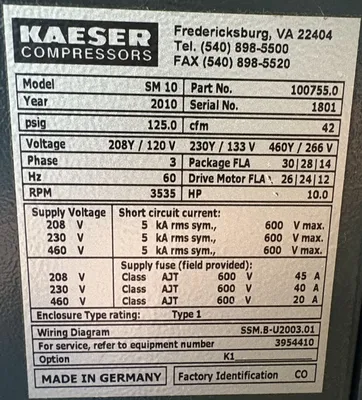 KAESER
COMPRESSORS
Fredericksburg, VA 22404
Tel. (540) 898-5500
FAX (540) 898-5520
Model SM 10 Part No. 100755.0
Year 2010 Serial No. 1801
psig 125.0 cfm 42
Voltage 208Y / 120 V 230Y / 133 V 460Y / 266 V
Phase 3 Package FLA 30|28|14
Hz 60 Drive Motor FLA 26|24|12
RPM 3535 HP 10.0
Supply Voltage Short circuit current:
208 V 5 kA rms sym., 600 V max.
230 V 5 kA rms sym., 600 V max.
460 V 5 kA rms sym., 600 V max.
Supply fuse (field provided):
208 V Class AJT 600 V 45 A
230 V Class AJT 600 V 40 A
460 V Class AJT 600 V 20 A
Enclosure Type rating: Type 1
Wiring Diagram SSM.B-U2003.01
For service, refer to equipment number 3954410
Option K1
MADE IN GERMANY Factory Identification CO